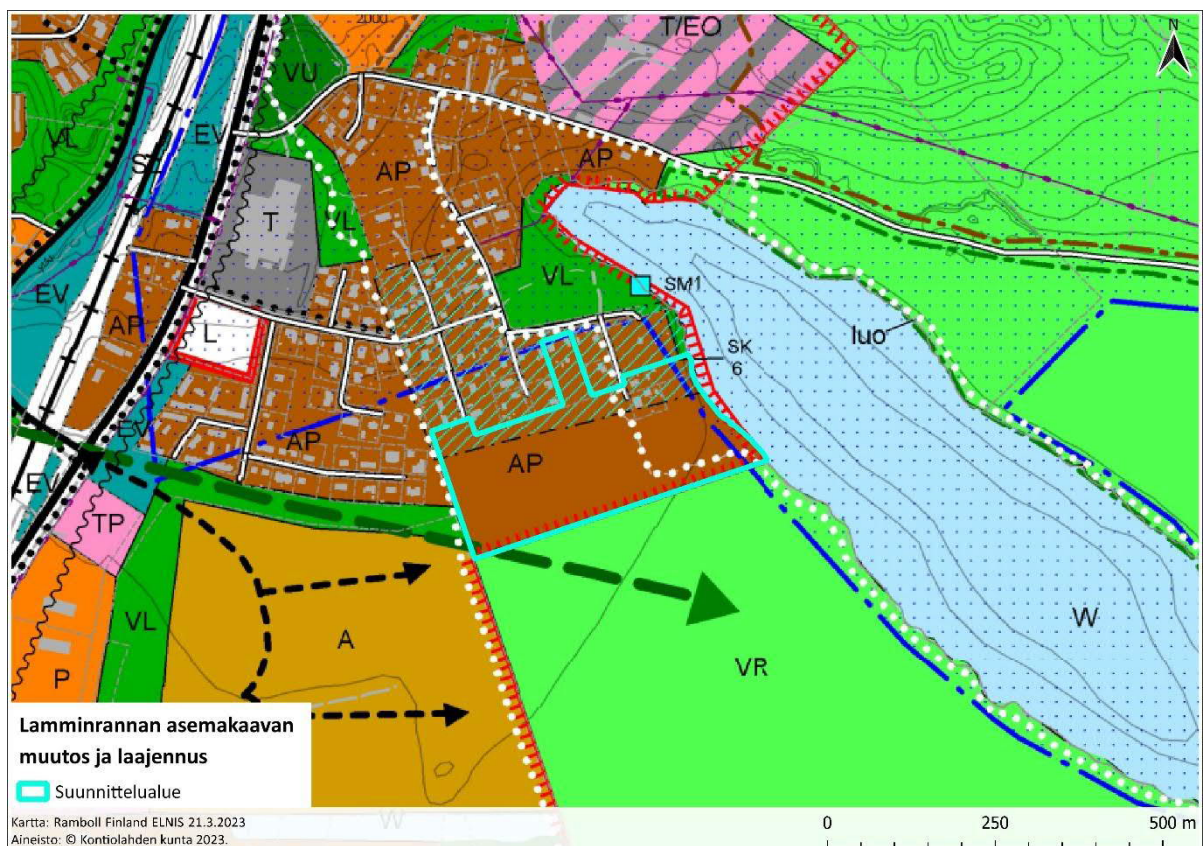 2000
T/EO
N
VU
VL
EV
ST
AP
AP
T
VL
VL
SM1
EV
AP
L
luo
SK
6
AP
EV
AP
EV
TP
W
VL
A
VR
P
Lamminrannan asemakaavan
muutos ja laajennus
Suunnittelualue
W
Kartta: Ramboll Finland ELNIS 21.3.2023
Aineisto: © Kontiolahden kunta 2023.
0 250 500 m